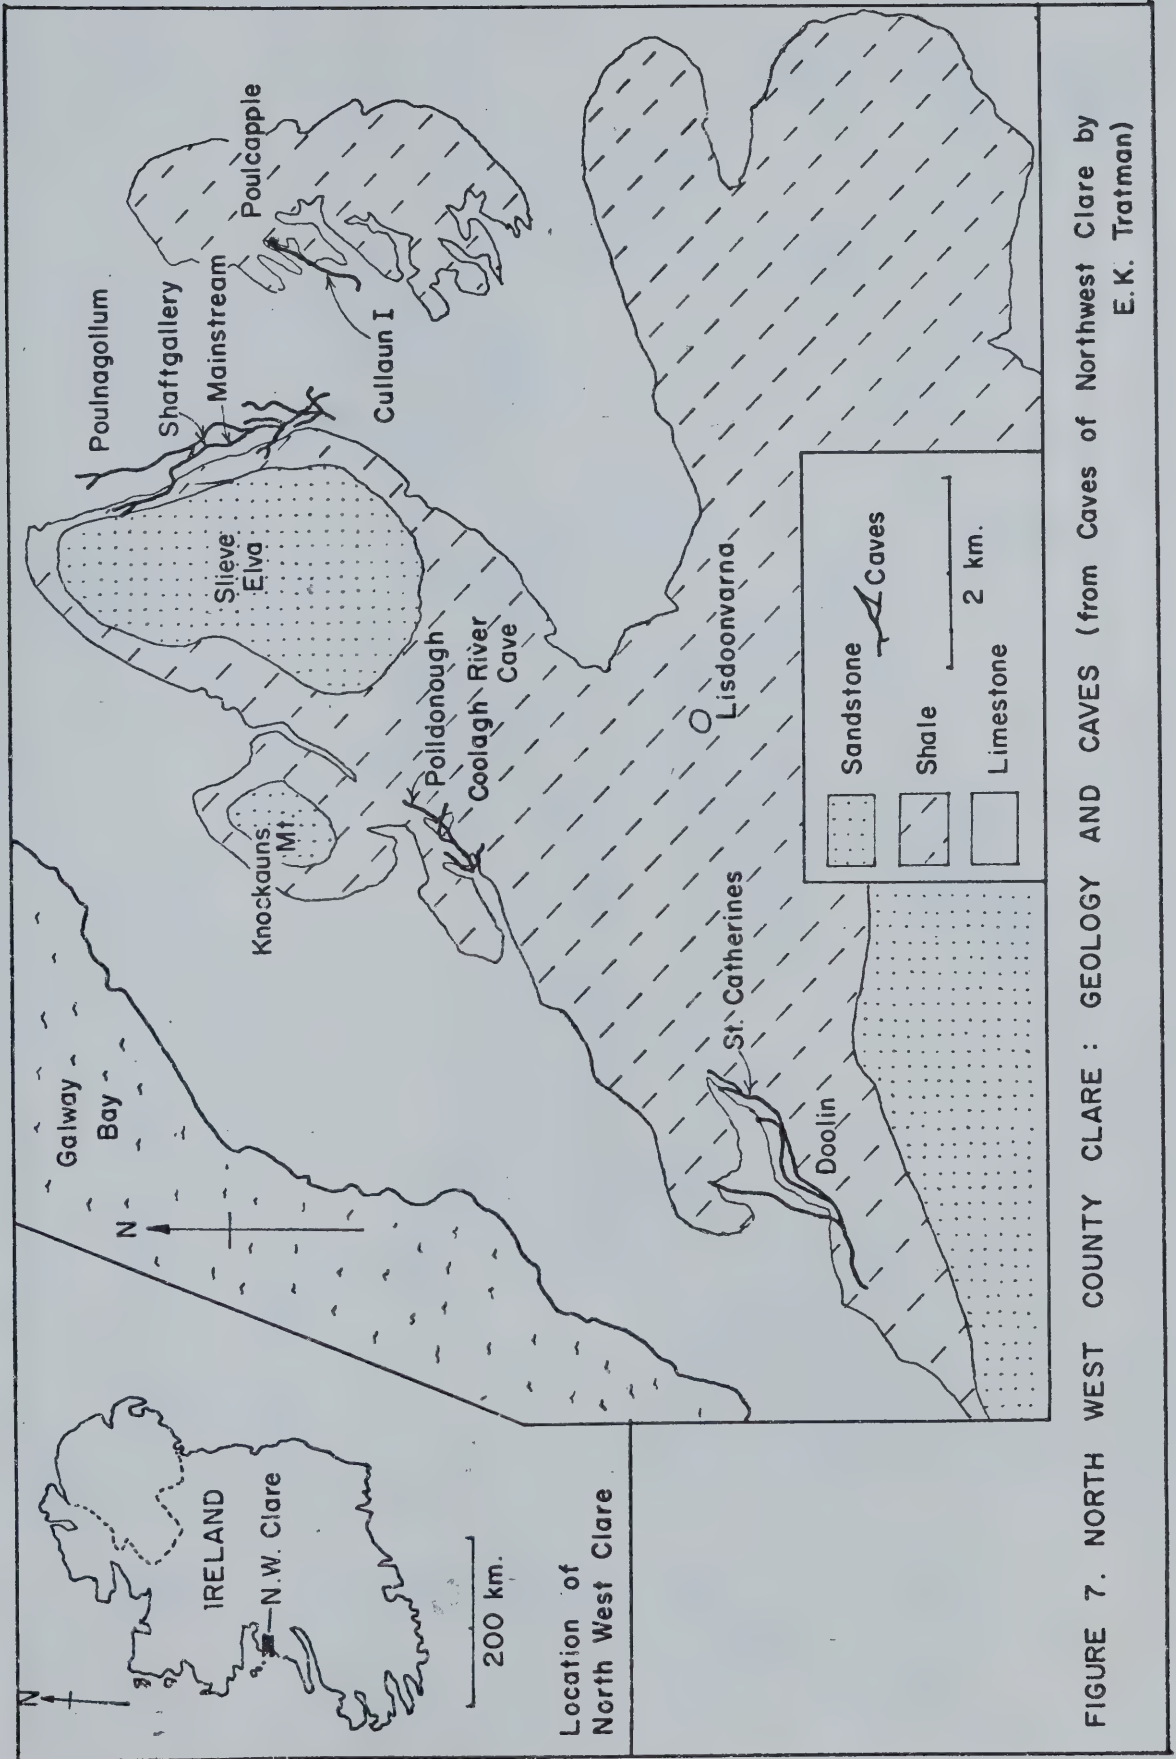 N
IRELAND
N.W. Clare
200 km.
Location of
North West Clare
Galway
Bay
N
Knockauns
Mt.
Slieve
Elva
Poulnagollum
Shaftgallery
Mainstream
Poulcapple
Cullaun I
Polldonough
Coolagh River
Cave
Lisdoonvarna
St. Catherines
Doolin
Sandstone
Caves
Shale
2 km.
Limestone
FIGURE 7. NORTH WEST COUNTY CLARE : GEOLOGY AND CAVES (from Caves of Northwest Clare by
E.K. Tratman)